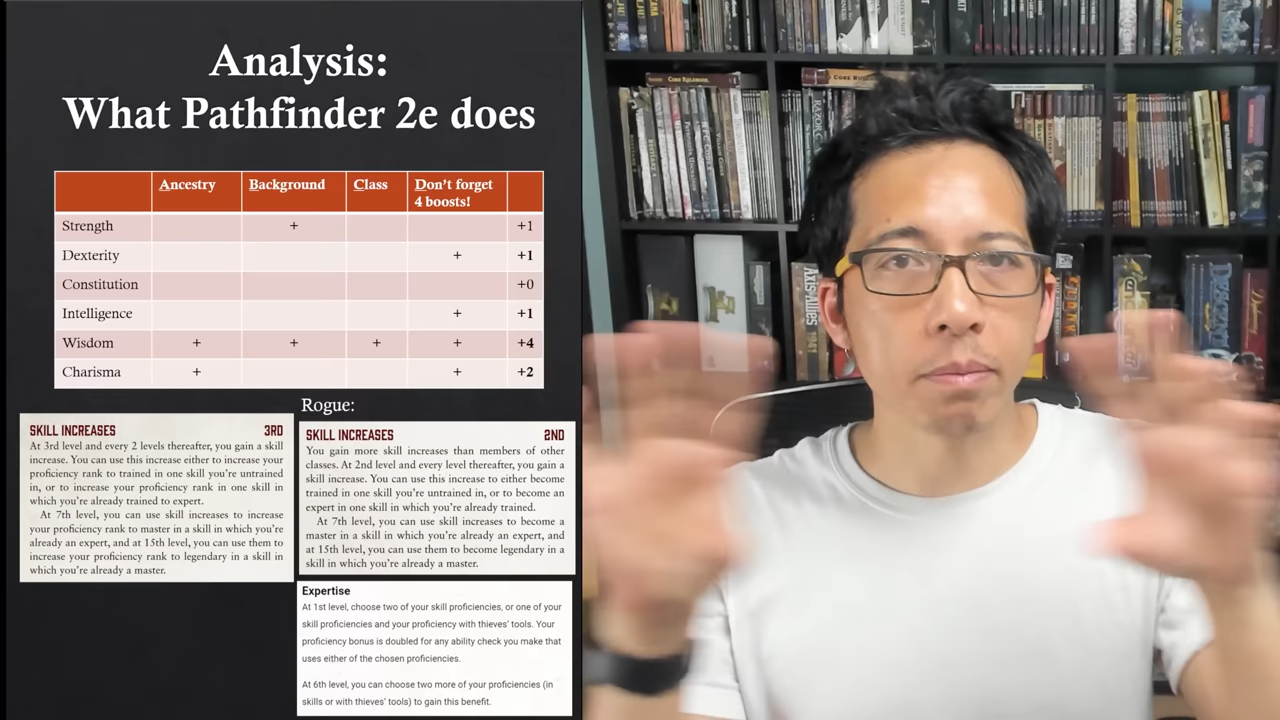 Analysis:
What Pathfinder 2e does
Ancestry Background Class Don't forget
4 boosts!
Strength + +1
Dexterity + +1
Constitution +0
Intelligence + +1
Wisdom + + + + +4
Charisma + + +2
SKILL INCREASES 3RD
At 3rd level and every 2 levels thereafter, you gain a skill
increase. You can use this increase either to increase your
proficiency rank to trained in one skill you're untrained
in, or to increase your proficiency rank in one skill in
which you're already trained to expert.
At 7th level, you can use skill increases to increase
your proficiency rank to master in a skill in which you're
already an expert, and at 15th level, you can use them to
increase your proficiency rank to legendary in a skill in
which you're already a master.
Rogue:
SKILL INCREASES 2ND
You gain more skill increases than members of other
classes. At 2nd level and every level thereafter, you gain a
skill increase. You can use this increase to either become
trained in one skill you're untrained in, or to become an
expert in one skill in which you're already trained.
At 7th level, you can use skill increases to become a
master in a skill in which you're already an expert, and
at 15th level, you can use them to become legendary in a
skill in which you're already a master.
Expertise
At 1st level, choose two of your skill proficiencies, or one of your
skill proficiencies and your proficiency with thieves' tools. Your
proficiency bonus is doubled for any ability check you make that
uses either of the chosen proficiencies.
At 6th level, you can choose two more of your proficiencies (in
skills or with thieves' tools) to gain this benefit.
Axis&Allies
1941